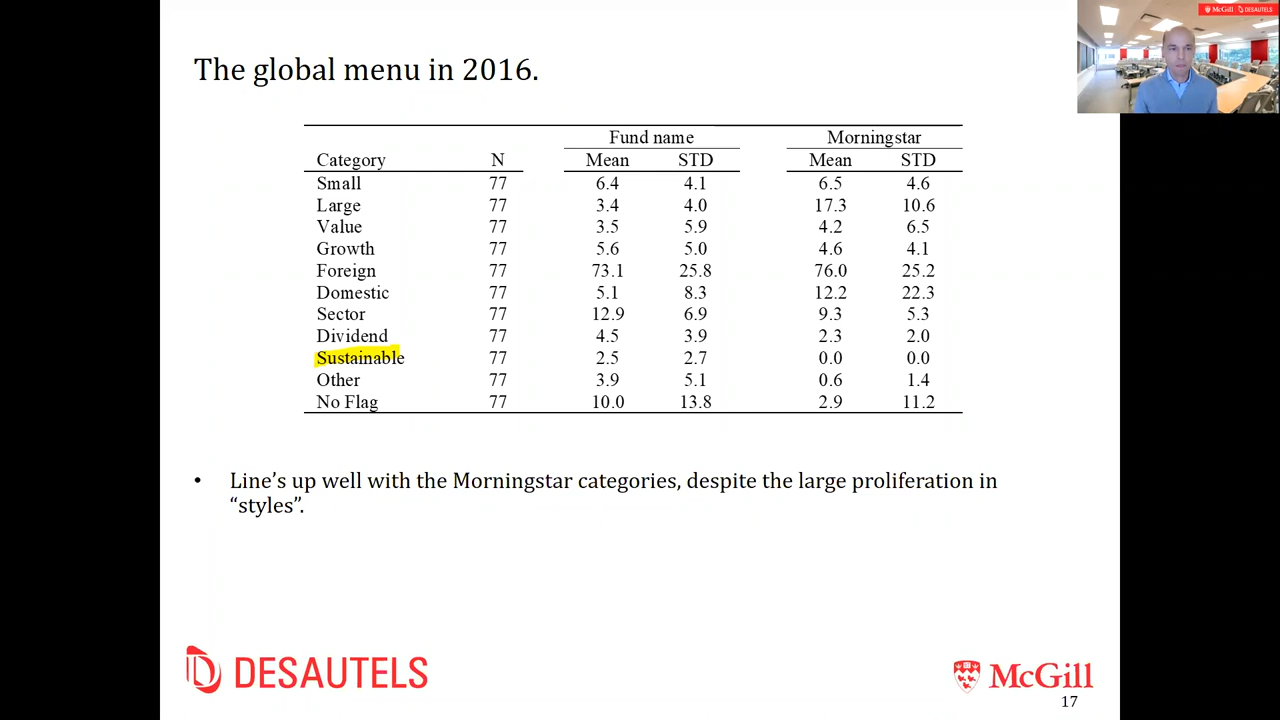 McGill DESAUTELS
The global menu in 2016.
Fund name Morningstar
Category N Mean STD Mean STD
Small 77 6.4 4.1 6.5 4.6
Large 77 3.4 4.0 17.3 10.6
Value 77 3.5 5.9 4.2 6.5
Growth 77 5.6 5.0 4.6 4.1
Foreign 77 73.1 25.8 76.0 25.2
Domestic 77 5.1 8.3 12.2 22.3
Sector 77 12.9 6.9 9.3 5.3
Dividend 77 4.5 3.9 2.3 2.0
Sustainable 77 2.5 2.7 0.0 0.0
Other 77 3.9 5.1 0.6 1.4
No Flag 77 10.0 13.8 2.9 11.2
• Line's up well with the Morningstar categories, despite the large proliferation in
“styles”.
DESAUTELS
McGill
17